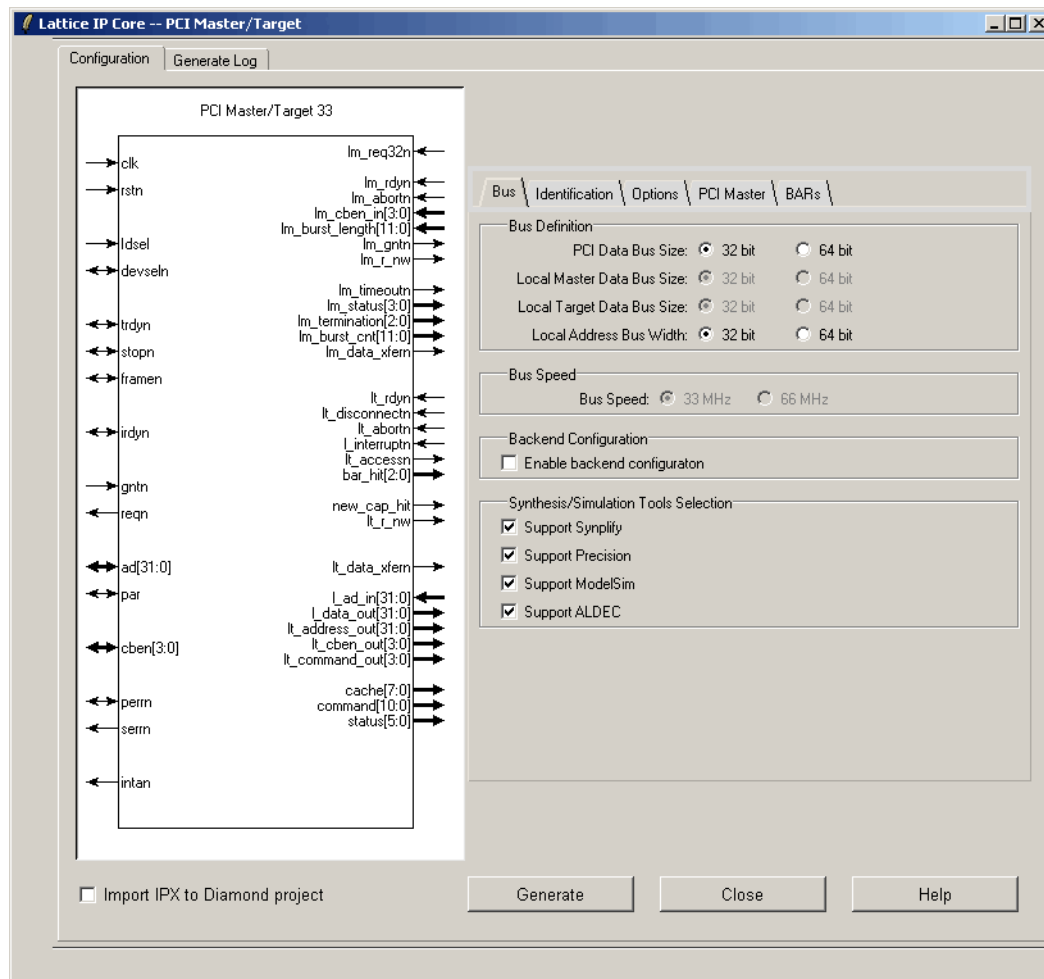 Lattice IP Core -- PCI Master/Target
Configuration
Generate Log
PCI Master/Target 33
clk
rstn
ldsel
devseln
trdyn
stopn
framen
irdyn
gntn
reqn
ad[31:0]
par
cben[3:0]
perrn
serrn
intan
lm_req32n
lm_rdyn
lm_abortn
lm_cben_in[3:0]
lm_burst_length[11:0]
lm_gntn
lm_r_nw
lm_timeoutn
lm_status[3:0]
lm_termination[2:0]
lm_burst_cnt[11:0]
lm_data_xfern
lt_rdyn
lt_disconnectn
lt_abortn
l_interruptn
lt_accessn
bar_hit[2:0]
new_cap_hit
lt_r_nw
lt_data_xfern
l_ad_in[31:0]
l_data_out[31:0]
lt_address_out[31:0]
lt_cben_out[3:0]
lt_command_out[3:0]
cache[7:0]
command[10:0]
status[5:0]
Bus Identification Options PCI Master BARs
Bus Definition
PCI Data Bus Size: 32 bit 64 bit
Local Master Data Bus Size: 32 bit 64 bit
Local Target Data Bus Size: 32 bit 64 bit
Local Address Bus Width: 32 bit 64 bit
Bus Speed
Bus Speed: 33 MHz 66 MHz
Backend Configuration
Enable backend configuraton
Synthesis/Simulation Tools Selection
Support Synplify
Support Precision
Support ModelSim
Support ALDEC
Import IPX to Diamond project
Generate
Close
Help